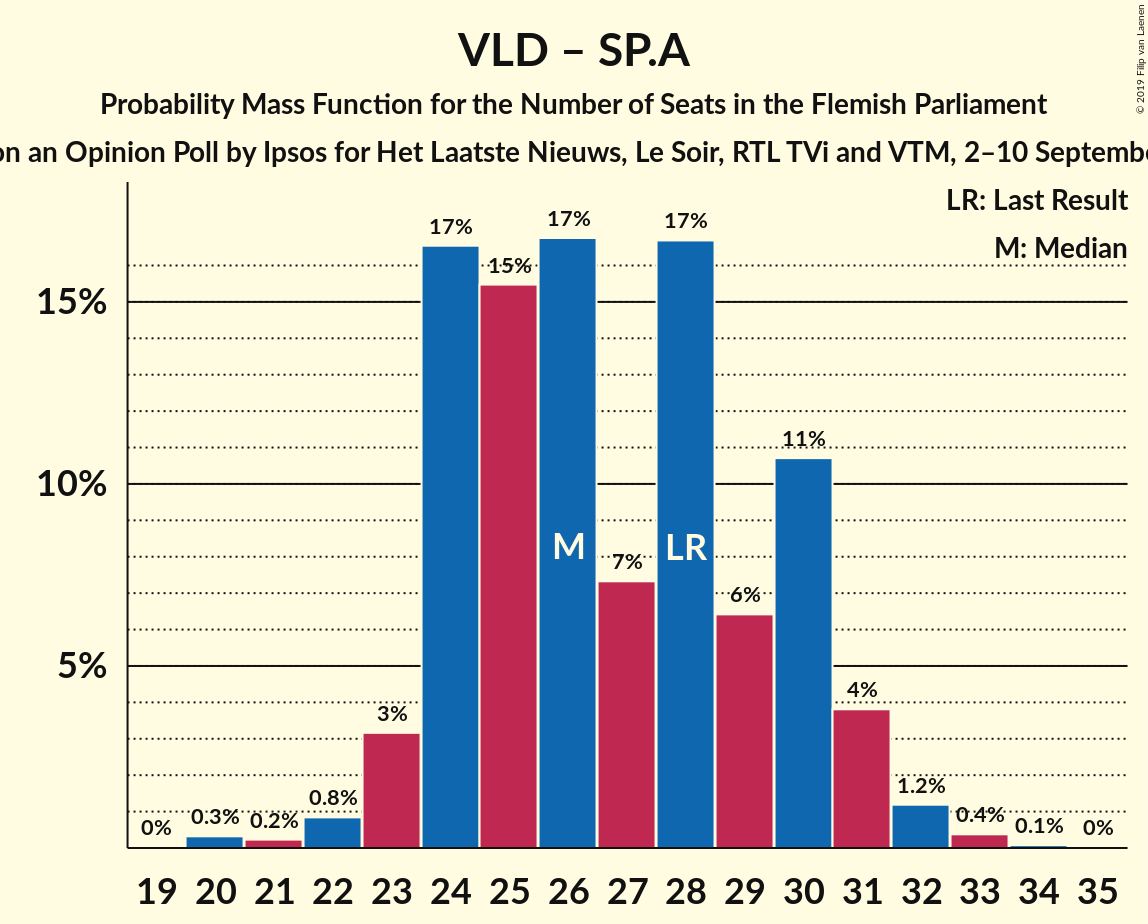 VLD – SP.A
Probability Mass Function for the Number of Seats in the Flemish Parliament
on an Opinion Poll by Ipsos for Het Laatste Nieuws, Le Soir, RTL TVi and VTM, 2–10
© 2019 Filip van Laenen
LR: Last Result
M: Median
15%
10%
5%
0%
0.3%
0.2%
0.8%
3%
17%
15%
17%
7%
17%
6%
11%
4%
1.2%
0.4%
0.1%
0%
M
LR
19 20 21 22 23 24 25 26 27 28 29 30 31 32 33 34 35